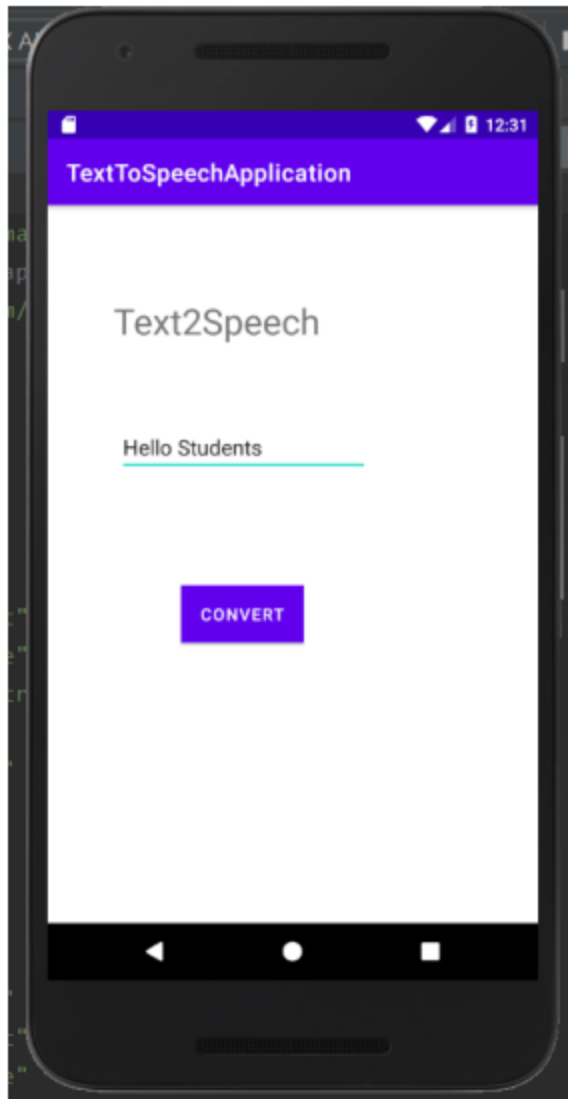 12:31
TextToSpeechApplication
Text2Speech
Hello Students
CONVERT